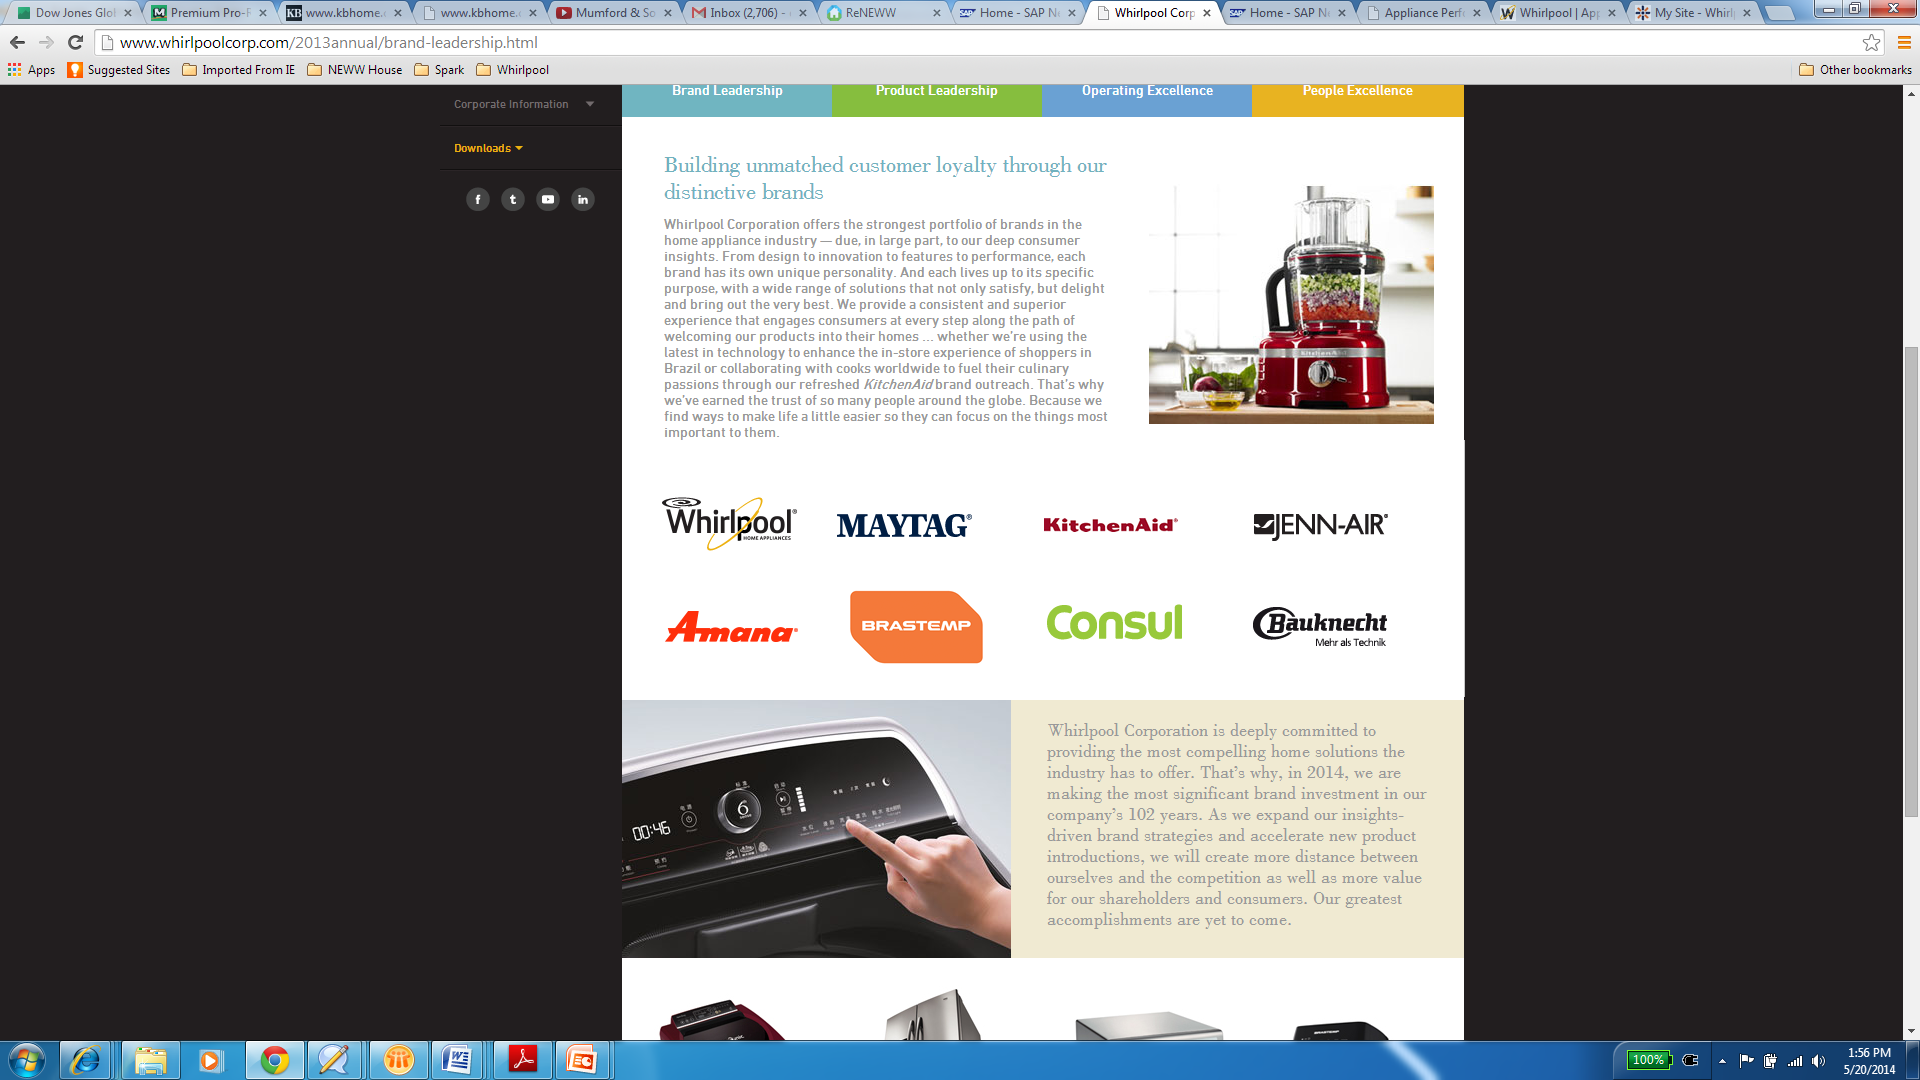 Dow Jones Glo
Premium Pro-F
KB www.kbhome.
www.kbhome.
Mumford & So
Inbox (2,706) -
ReNEWW
SAP Home - SAP N
Whirlpool Corp
SAP Home - SAP N
Appliance Perf
W Whirlpool | Ap
My Site - Whirl
www.whirlpoolcorp.com/2013annual/brand-leadership.html
Apps Suggested Sites Imported From IE NEWW House Spark Whirlpool Other bookmarks
Brand Leadership Product Leadership Operating Excellence People Excellence
Corporate Information
Downloads
Building unmatched customer loyalty through our
distinctive brands
Whirlpool Corporation offers the strongest portfolio of brands in the
home appliance industry — due, in large part, to our deep consumer
insights. From design to innovation to features to performance, each
brand has its own unique personality. And each lives up to its specific
purpose, with a wide range of solutions that not only satisfy, but delight
and bring out the very best. We provide a consistent and superior
experience that engages consumers at every step along the path of
welcoming our products into their homes ... whether we're using the
latest in technology to enhance the in-store experience of shoppers in
Brazil or collaborating with cooks worldwide to fuel their culinary
passions through our refreshed KitchenAid brand outreach. That's why
we've earned the trust of so many people around the globe. Because we
find ways to make life a little easier so they can focus on the things most
important to them.
KitchenAid
Whirlpool®
HOME APPLIANCES
MAYTAG®
KitchenAid®
JENN-AIR®
Amana®
BRASTEMP
Consul
Bauknecht
Mehr als Technik
00:46
6
Whirlpool Corporation is deeply committed to
providing the most compelling home solutions the
industry has to offer. That's why, in 2014, we are
making the most significant brand investment in our
company's 102 years. As we expand our insights-
driven brand strategies and accelerate new product
introductions, we will create more distance between
ourselves and the competition as well as more value
for our shareholders and consumers. Our greatest
accomplishments are yet to come.
BRASTEMP
100%
1:56 PM
5/20/2014